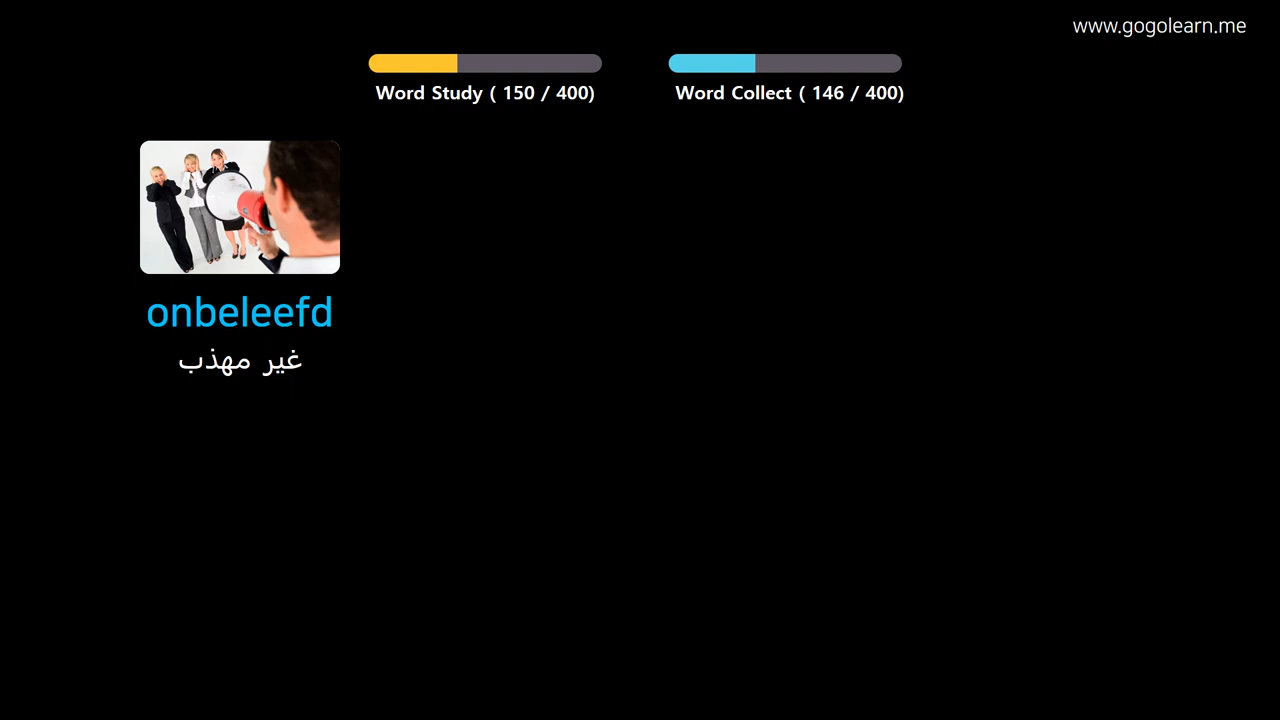 www.gogolearn.me
Word Study ( 150 / 400)
Word Collect ( 146 / 400)
onbeleefd
غير مهذب